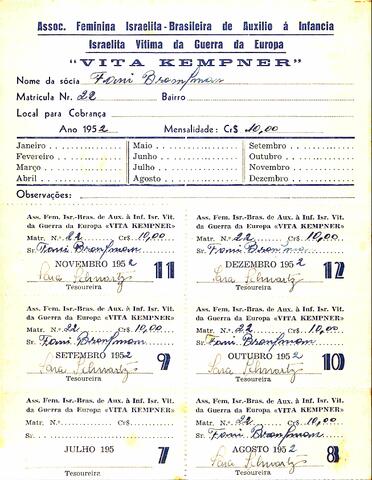 Assoc. Feminina Israelita-Brasileira de Auxilio á Infancia
Israelita Vitima da Guerra da Europa
"VITA KEMPNER"
Nome da sócia Fani Bronfman
Matricula Nr. 22 Bairro
Local para Cobrança
Ano 1952 Mensalidade: Cr$ 10,00
Janeiro Maio Setembro
Fevereiro Junho Outubro
Março Julho Novembro
Abril Agosto Dezembro
Observações:
Ass. Fem. Isr.-Bras. de Aux. à Inf. Isr. Vit.
da Guerra da Europa «VITA KEMPNER»
Matr. N.º 22 Cr$ 10,00
Sr. Fani Bronfman
NOVEMBRO 1952 11
Sara Schwartz
Tesoureira
Ass. Fem. Isr.-Bras. de Aux. à Inf. Isr. Vit.
da Guerra da Europa «VITA KEMPNER»
Matr. N.º 22 Cr$ 10,00
Sr. Fani Bronfman
DEZEMBRO 1952 12
Sara Schwartz
Tesoureira
Ass. Fem. Isr.-Bras. de Aux. à Inf. Isr. Vit.
da Guerra da Europa «VITA KEMPNER»
Matr. N.º 22 Cr$ 10,00
Sr. Fani Bronfman
SETEMBRO 1952 9
Sara Schwartz
Tesoureira
Ass. Fem. Isr.-Bras. de Aux. à Inf. Isr. Vit.
da Guerra da Europa «VITA KEMPNER»
Matr. N.º 22 Cr$ 10,00
Sr. Fani Bronfman
OUTUBRO 1952 10
Sara Schwartz
Tesoureira
Ass. Fem. Isr.-Bras. de Aux. à Inf. Isr. Vit.
da Guerra da Europa «VITA KEMPNER»
Matr. N.º Cr$
Sr.
JULHO 195 7
Tesoureira
Ass. Fem. Isr.-Bras. de Aux. à Inf. Isr. Vit.
da Guerra da Europa «VITA KEMPNER»
Matr. N.º 22 Cr$ 10,00
Sr. Fani Bronfman
AGOSTO 1952 8
Sara Schwartz
Tesoureira